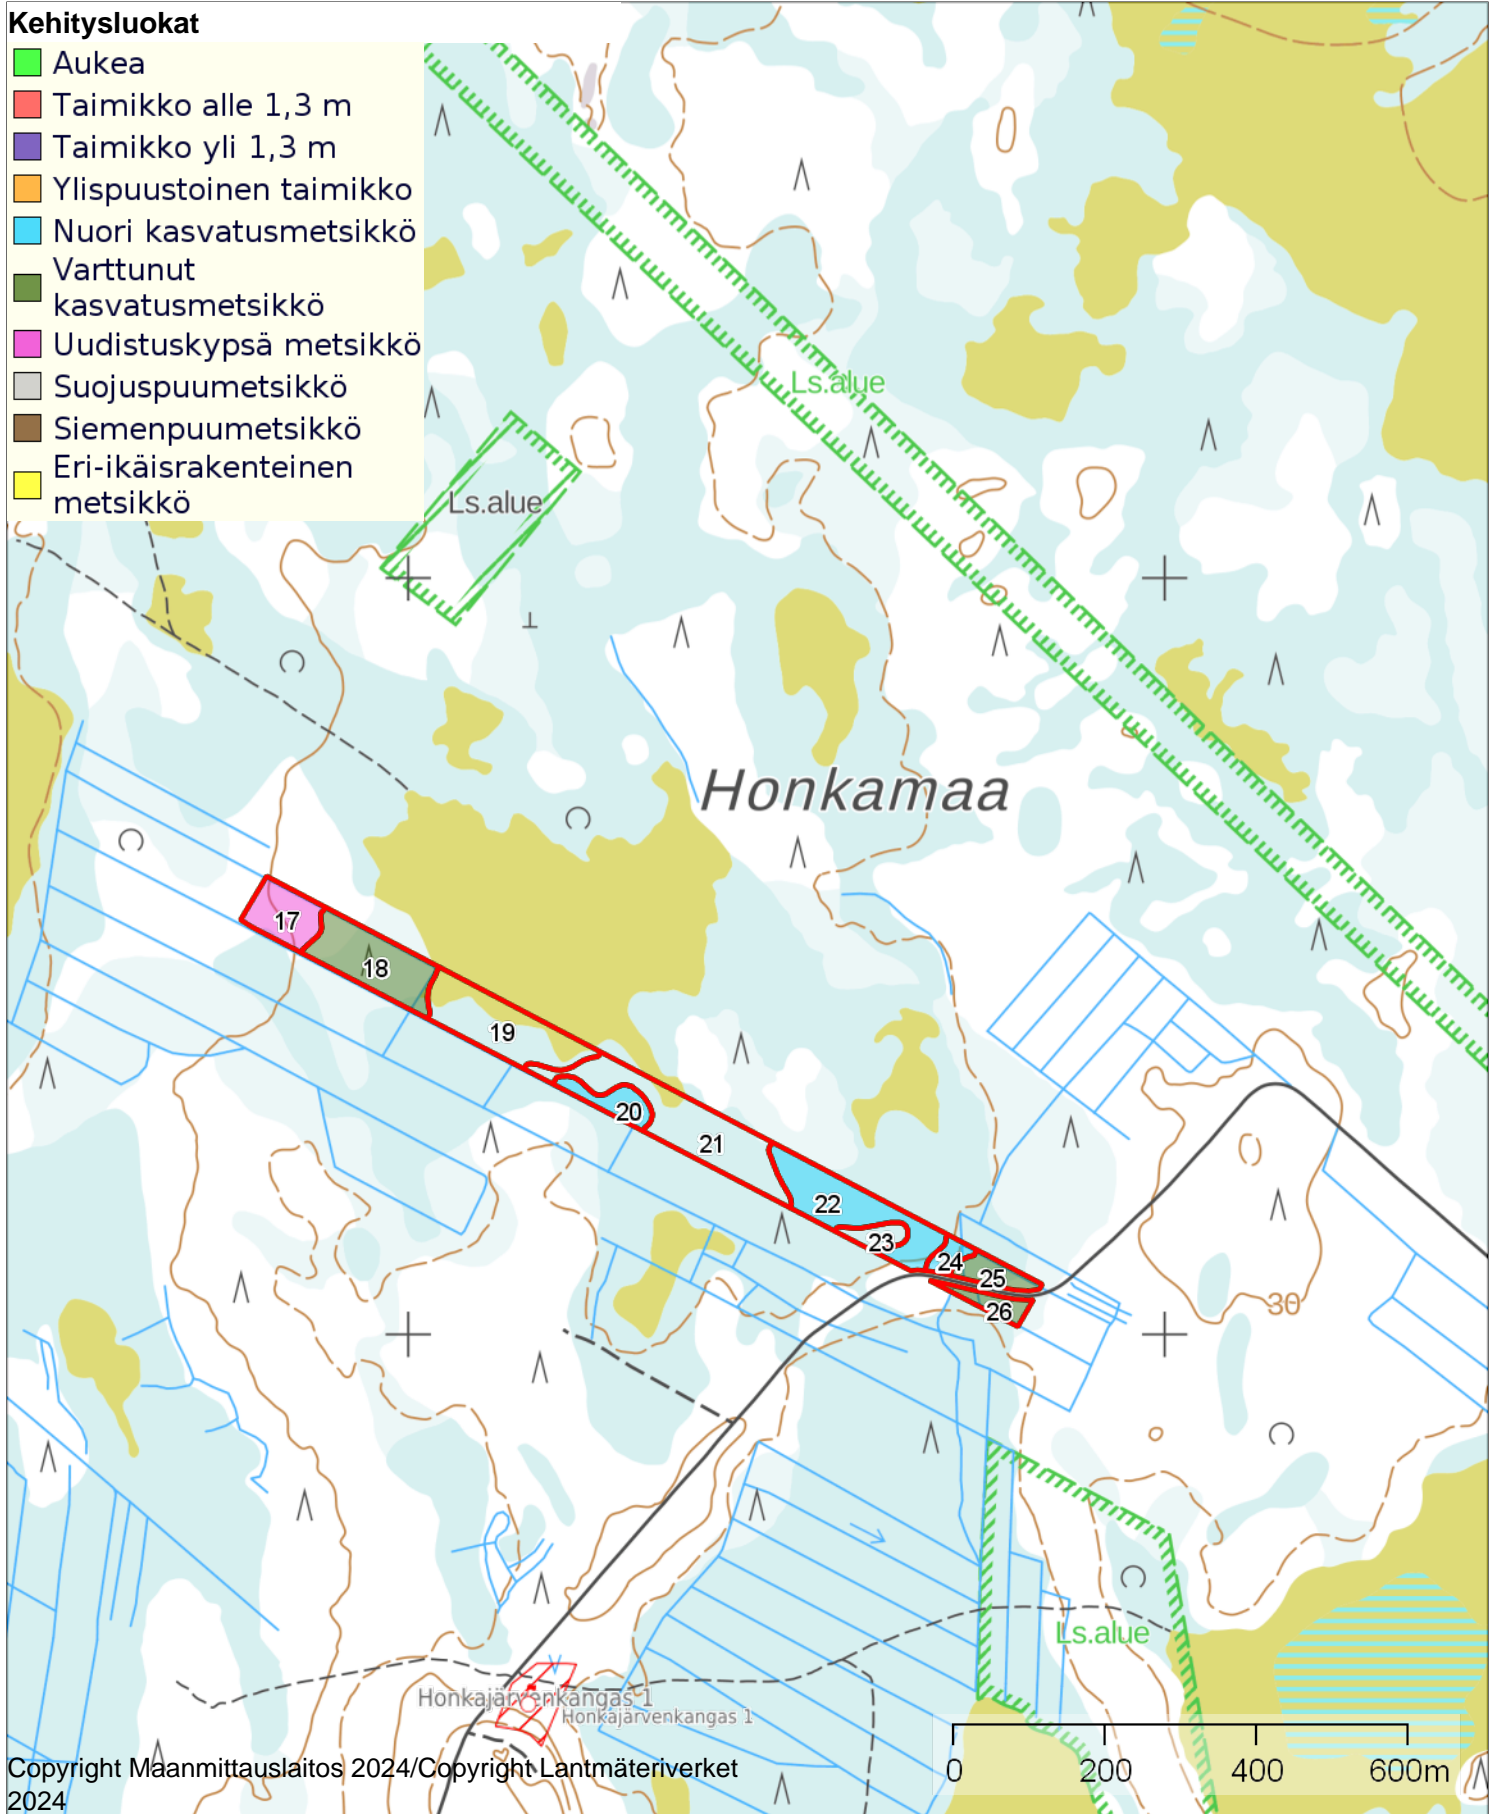 Kehitysluokat
Aukea
Taimikko alle 1,3 m
Taimikko yli 1,3 m
Ylispuustoinen taimikko
Nuori kasvatusmetsikkö
Varttunut
kasvatusmetsikkö
Uudistuskypsä metsikkö
Suojuspuumetsikkö
Siemenpuumetsikkö
Eri-ikäisrakenteinen
metsikkö
Ls.alue
Ls.alue
Honkamaa
17
18
19
20
21
22
23
24
25
26
30
Ls.alue
Honkajärvenkangas 1
Honkajärvenkangas 1
0 200 400 600m
Copyright Maanmittauslaitos 2024/Copyright Lantmäteriverket
2024